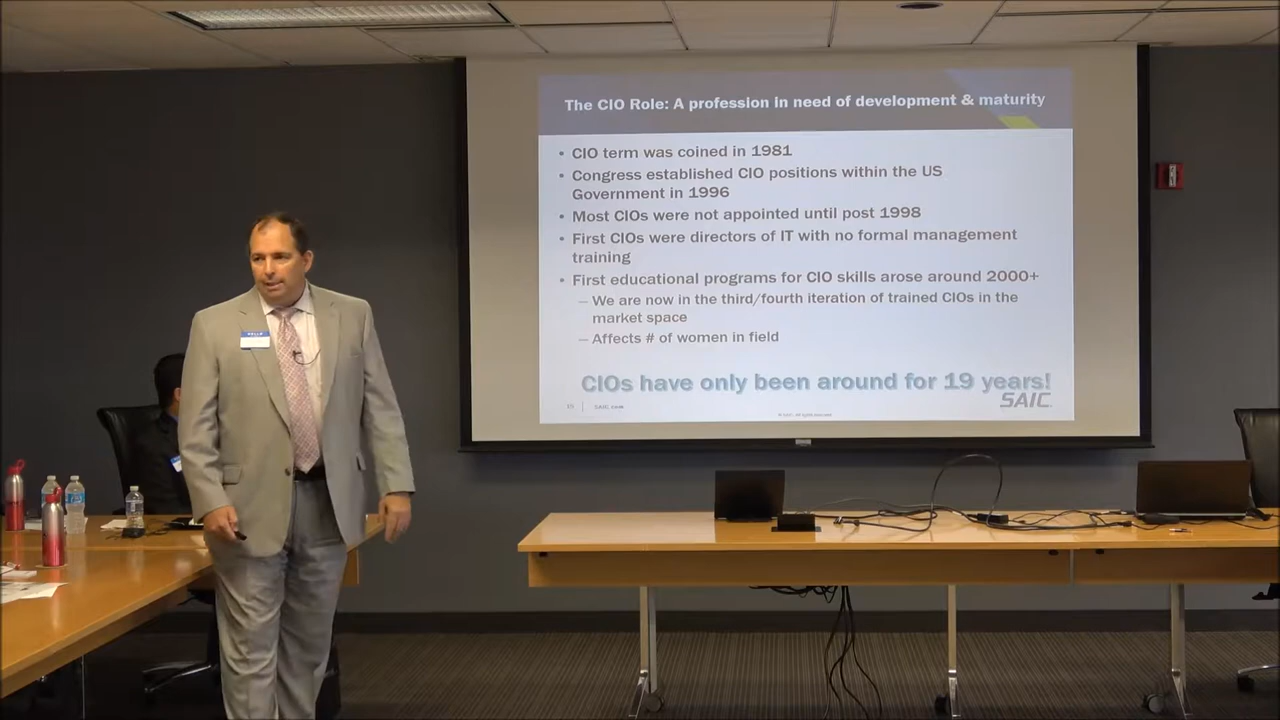 The CIO Role: A profession in need of development & maturity
• CIO term was coined in 1981
• Congress established CIO positions within the US
Government in 1996
• Most CIOs were not appointed until post 1998
• First CIOs were directors of IT with no formal management
training
• First educational programs for CIO skills arose around 2000+
– We are now in the third/fourth iteration of trained CIOs in the
market space
– Affects # of women in field
CIOs have only been around for 19 years!
SAIC
SAIC.com
HELLO